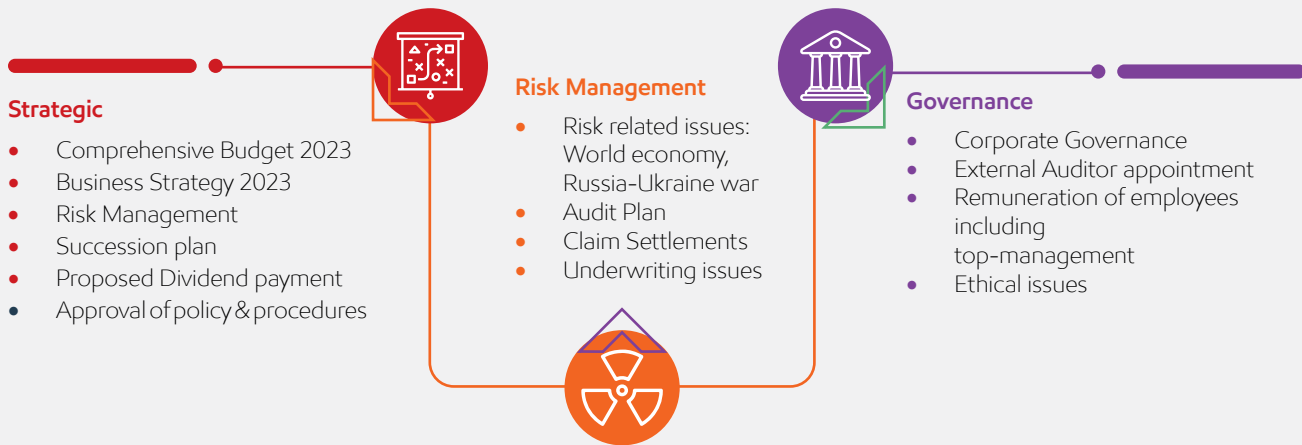 Strategic
• Comprehensive Budget 2023
• Business Strategy 2023
• Risk Management
• Succession plan
• Proposed Dividend payment
• Approval of policy & procedures
Risk Management
• Risk related issues:
World economy,
Russia-Ukraine war
• Audit Plan
• Claim Settlements
• Underwriting issues
Governance
• Corporate Governance
• External Auditor appointment
• Remuneration of employees
including
top-management
• Ethical issues